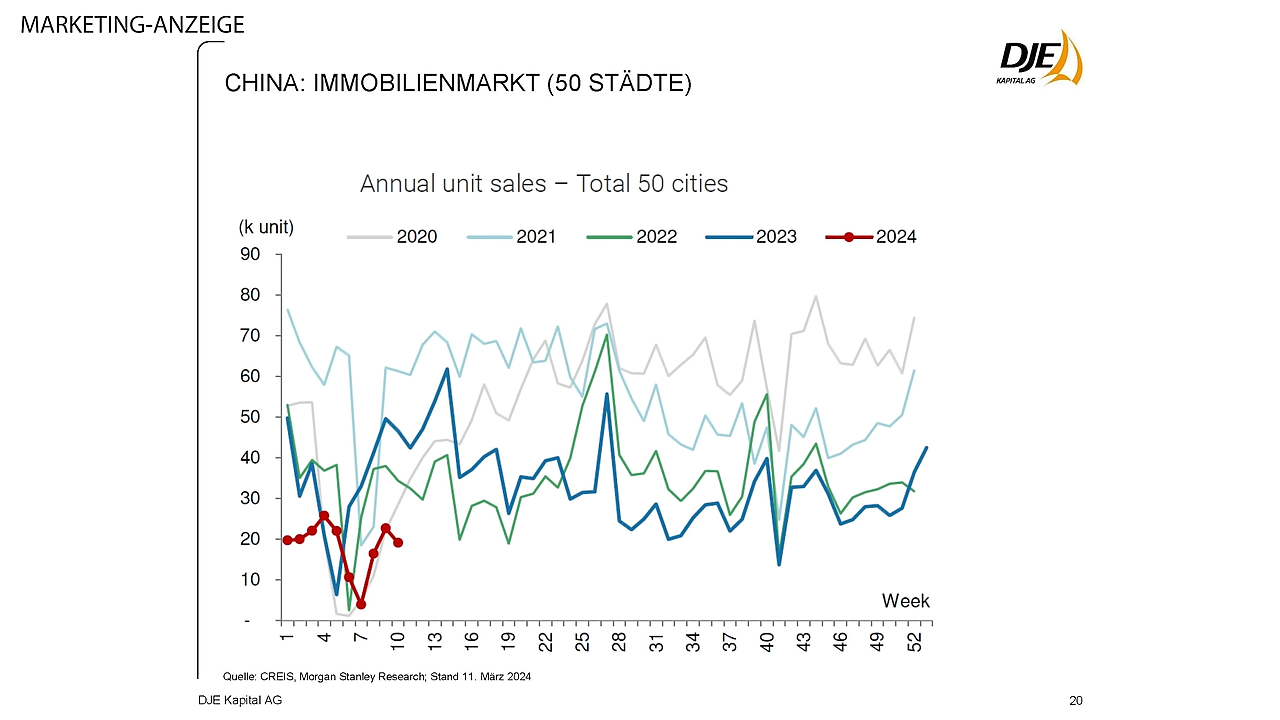 MARKETING-ANZEIGE
DJE
KAPITAL AG
CHINA: IMMOBILIENMARKT (50 STÄDTE)
Annual unit sales – Total 50 cities
(k unit)
2020 2021 2022 2023 2024
90
80
70
60
50
40
30
20
10
-
Week
1 4 7 10 13 16 19 22 25 28 31 34 37 40 43 46 49 52
Quelle: CREIS, Morgan Stanley Research; Stand 11. März 2024
DJE Kapital AG 20